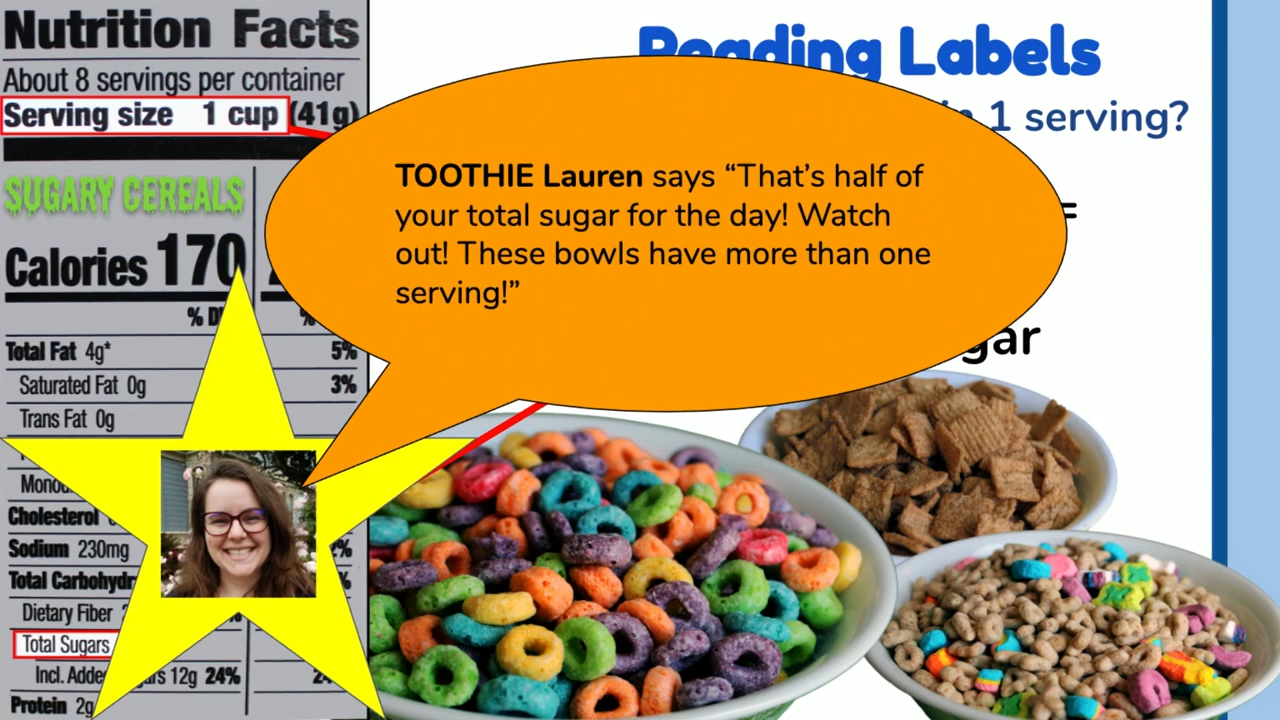 Nutrition Facts
About 8 servings per container
Serving size 1 cup (41g)
SUGARY CEREALS
Calories 170
% D
%
Total Fat 4g* 5%
Saturated Fat 0g 3%
Trans Fat 0g
Cholesterol
Sodium 230mg %
Total Carbohydr %
Dietary Fiber
Total Sugars
Incl. Adde rs 12g 24%
Protein 2g
Reading Labels
in 1 serving?
=
gar
TOOTHIE Lauren says “That’s half of
your total sugar for the day! Watch
out! These bowls have more than one
serving!”